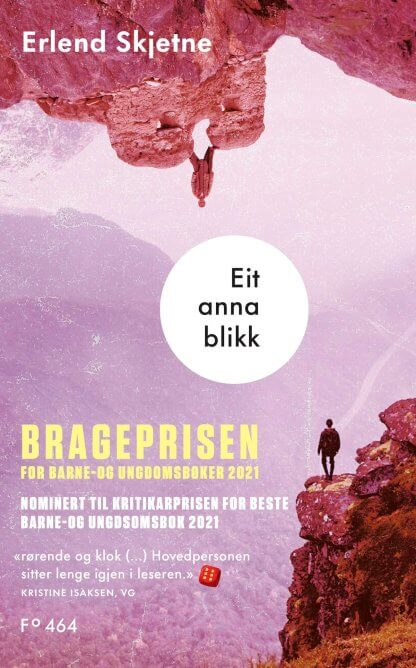 Erlend Skjetne
Eit
anna
blikk
BRAGEPRISEN
FOR BARNE-OG UNGDOMSBØKER 2021
NOMINERT TIL KRITIKARPRISEN FOR BESTE
BARNE-OG UNGDSOMSBOK 2021
«rørende og klok (...) Hovedpersonen
sitter lenge igjen i leseren.»
KRISTINE ISAKSEN, VG
Fº 464